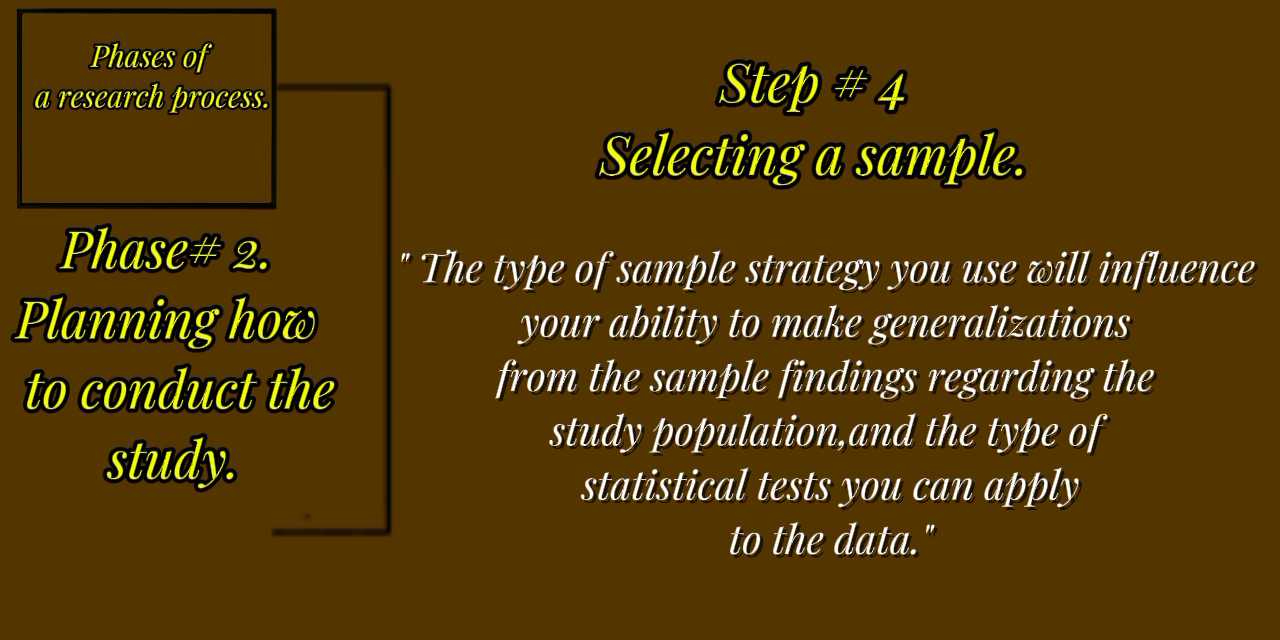 Phases of
a research process.
Phase# 2.
Planning how
to conduct the
study.
Step # 4
Selecting a sample.
" The type of sample strategy you use will influence
your ability to make generalizations
from the sample findings regarding the
study population,and the type of
statistical tests you can apply
to the data."